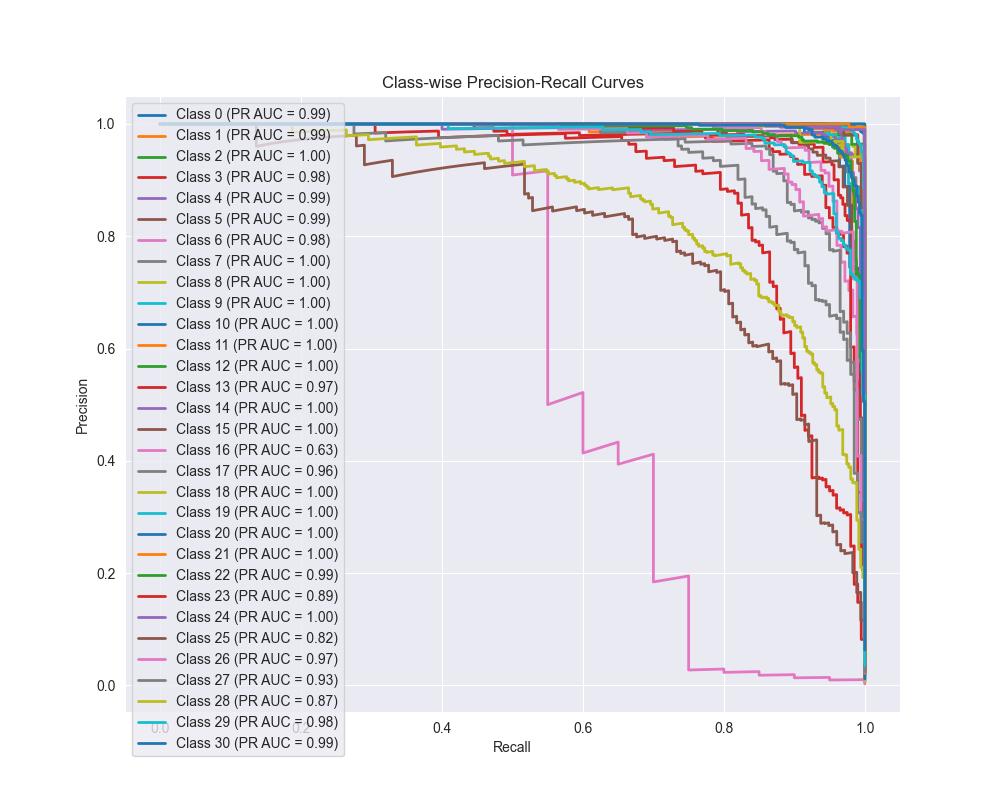 Class-wise Precision-Recall Curves
Precision
1.0
0.8
0.6
0.4
0.2
0.0
Class 0 (PR AUC = 0.99)
Class 1 (PR AUC = 0.99)
Class 2 (PR AUC = 1.00)
Class 3 (PR AUC = 0.98)
Class 4 (PR AUC = 0.99)
Class 5 (PR AUC = 0.99)
Class 6 (PR AUC = 0.98)
Class 7 (PR AUC = 1.00)
Class 8 (PR AUC = 1.00)
Class 9 (PR AUC = 1.00)
Class 10 (PR AUC = 1.00)
Class 11 (PR AUC = 1.00)
Class 12 (PR AUC = 1.00)
Class 13 (PR AUC = 0.97)
Class 14 (PR AUC = 1.00)
Class 15 (PR AUC = 1.00)
Class 16 (PR AUC = 0.63)
Class 17 (PR AUC = 0.96)
Class 18 (PR AUC = 1.00)
Class 19 (PR AUC = 1.00)
Class 20 (PR AUC = 1.00)
Class 21 (PR AUC = 1.00)
Class 22 (PR AUC = 0.99)
Class 23 (PR AUC = 0.89)
Class 24 (PR AUC = 1.00)
Class 25 (PR AUC = 0.82)
Class 26 (PR AUC = 0.97)
Class 27 (PR AUC = 0.93)
Class 28 (PR AUC = 0.87)
Class 29 (PR AUC = 0.98)
Class 30 (PR AUC = 0.99)
0.0 0.2 0.4 0.6 0.8 1.0
Recall